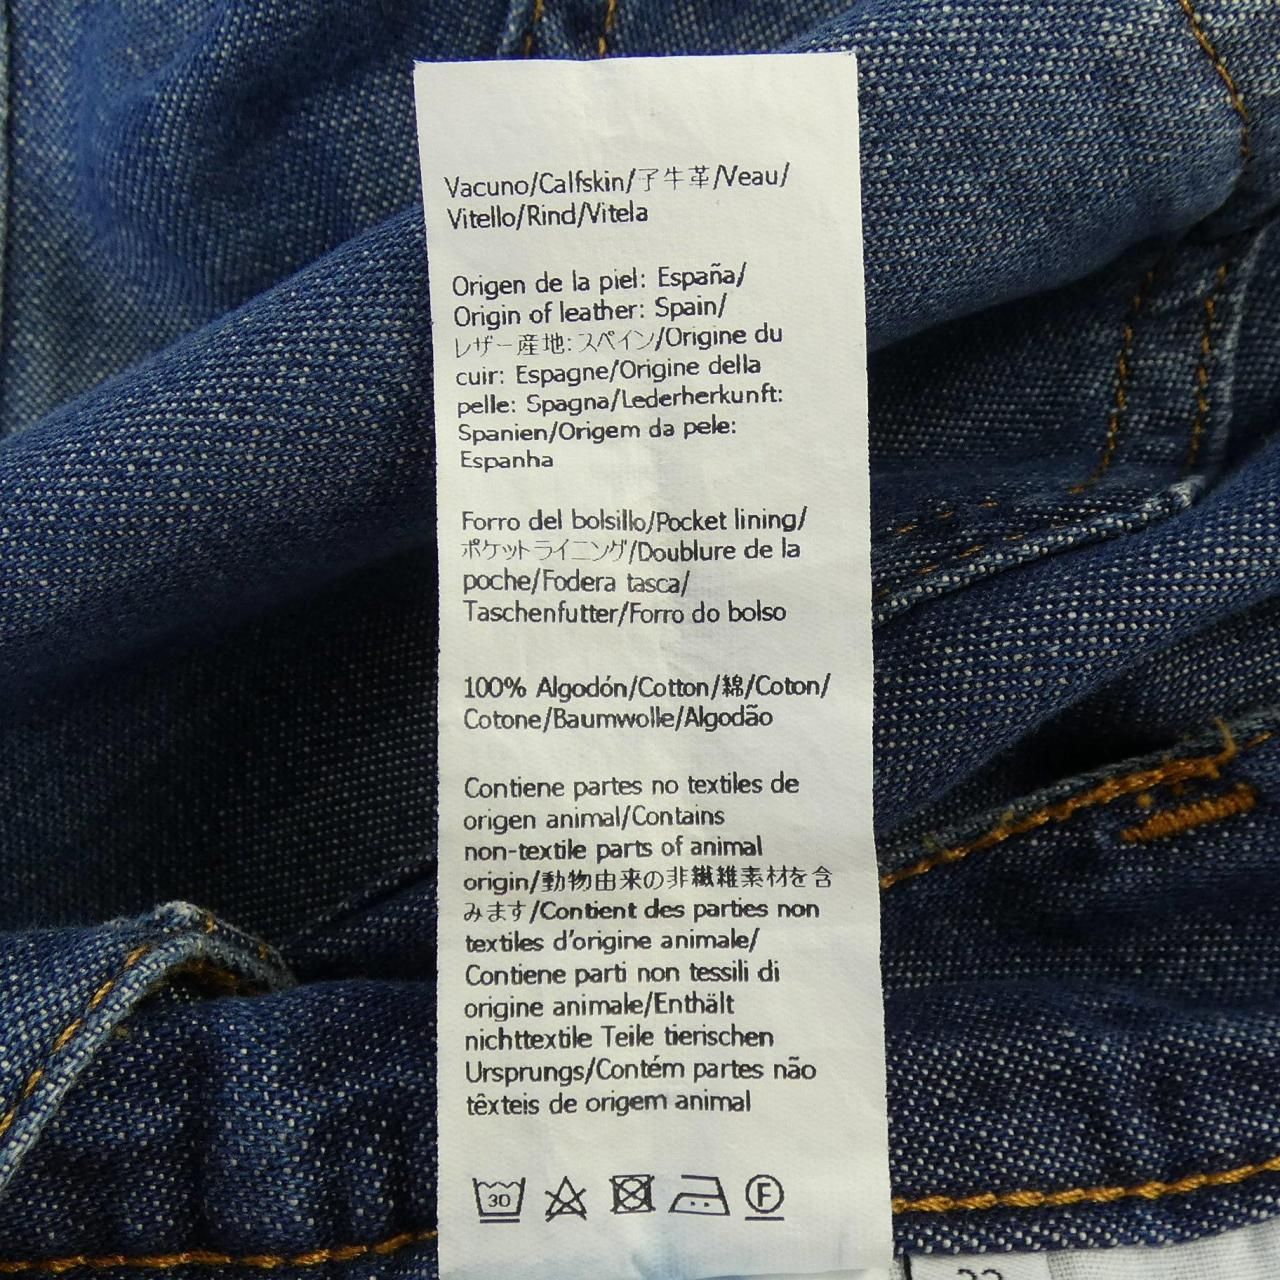 Vacuno/Calfskin/子牛革/Veau/
Vitello/Rind/Vitela
Origen de la piel: España/
Origin of leather: Spain/
レザー産地:スペイン/Origine du
cuir: Espagne/Origine della
pelle: Spagna/Lederherkunft:
Spanien/Origem da pele:
Espanha
Forro del bolsillo/Pocket lining/
ポケットライニング/Doublure de la
poche/Fodera tasca/
Taschenfutter/Forro do bolso
100% Algodón/Cotton/綿/Coton/
Cotone/Baumwolle/Algodão
Contiene partes no textiles de
origen animal/Contains
non-textile parts of animal
origin/動物由来の非繊維素材を含
みます/Contient des parties non
textiles d'origine animale/
Contiene parti non tessili di
origine animale/Enthält
nichttextile Teile tierischen
Ursprungs/Contém partes não
têxteis de origem animal
30 F